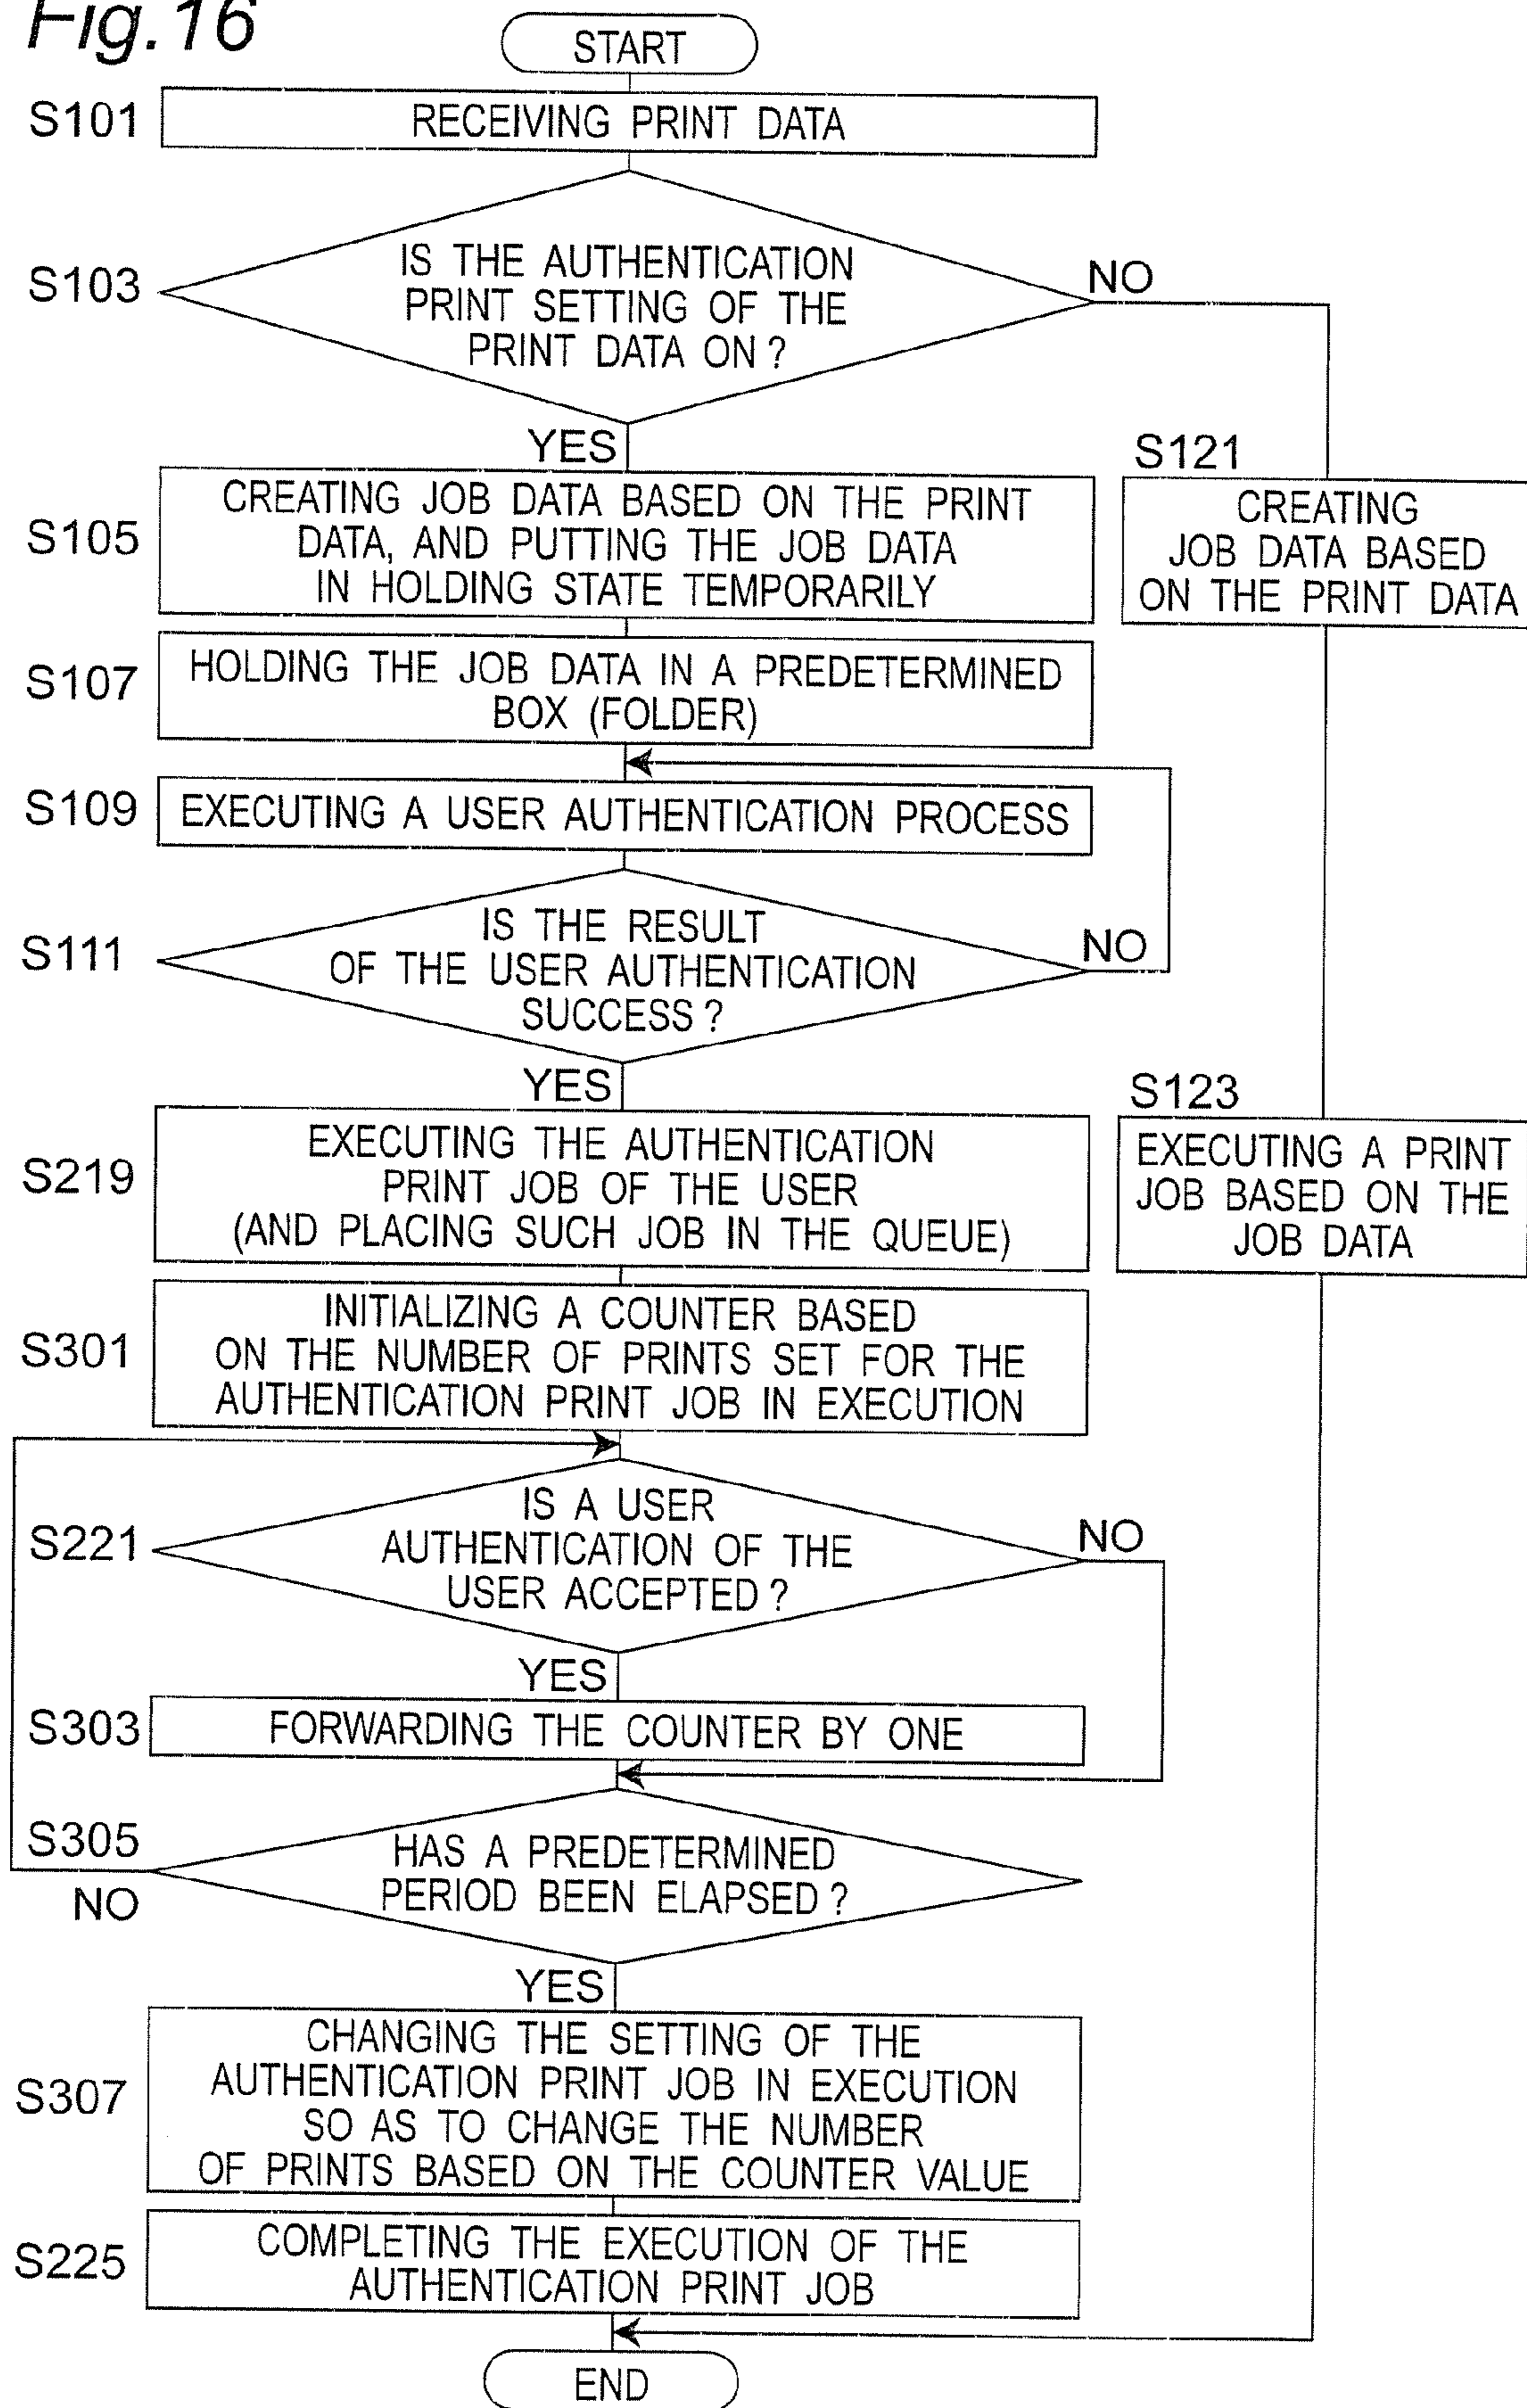 Fig.16
START
S101
RECEIVING PRINT DATA
S103
IS THE AUTHENTICATION
PRINT SETTING OF THE
PRINT DATA ON ?
NO
YES
S105
CREATING JOB DATA BASED ON THE PRINT
DATA, AND PUTTING THE JOB DATA
IN HOLDING STATE TEMPORARILY
S121
CREATING
JOB DATA BASED
ON THE PRINT DATA
S107
HOLDING THE JOB DATA IN A PREDETERMINED
BOX (FOLDER)
S109
EXECUTING A USER AUTHENTICATION PROCESS
S111
IS THE RESULT
OF THE USER AUTHENTICATION
SUCCESS ?
NO
YES
S219
EXECUTING THE AUTHENTICATION
PRINT JOB OF THE USER
(AND PLACING SUCH JOB IN THE QUEUE)
S123
EXECUTING A PRINT
JOB BASED ON THE
JOB DATA
S301
INITIALIZING A COUNTER BASED
ON THE NUMBER OF PRINTS SET FOR THE
AUTHENTICATION PRINT JOB IN EXECUTION
S221
IS A USER
AUTHENTICATION OF THE
USER ACCEPTED ?
NO
YES
S303
FORWARDING THE COUNTER BY ONE
S305
HAS A PREDETERMINED
PERIOD BEEN ELAPSED ?
NO
YES
S307
CHANGING THE SETTING OF THE
AUTHENTICATION PRINT JOB IN EXECUTION
SO AS TO CHANGE THE NUMBER
OF PRINTS BASED ON THE COUNTER VALUE
S225
COMPLETING THE EXECUTION OF THE
AUTHENTICATION PRINT JOB
END